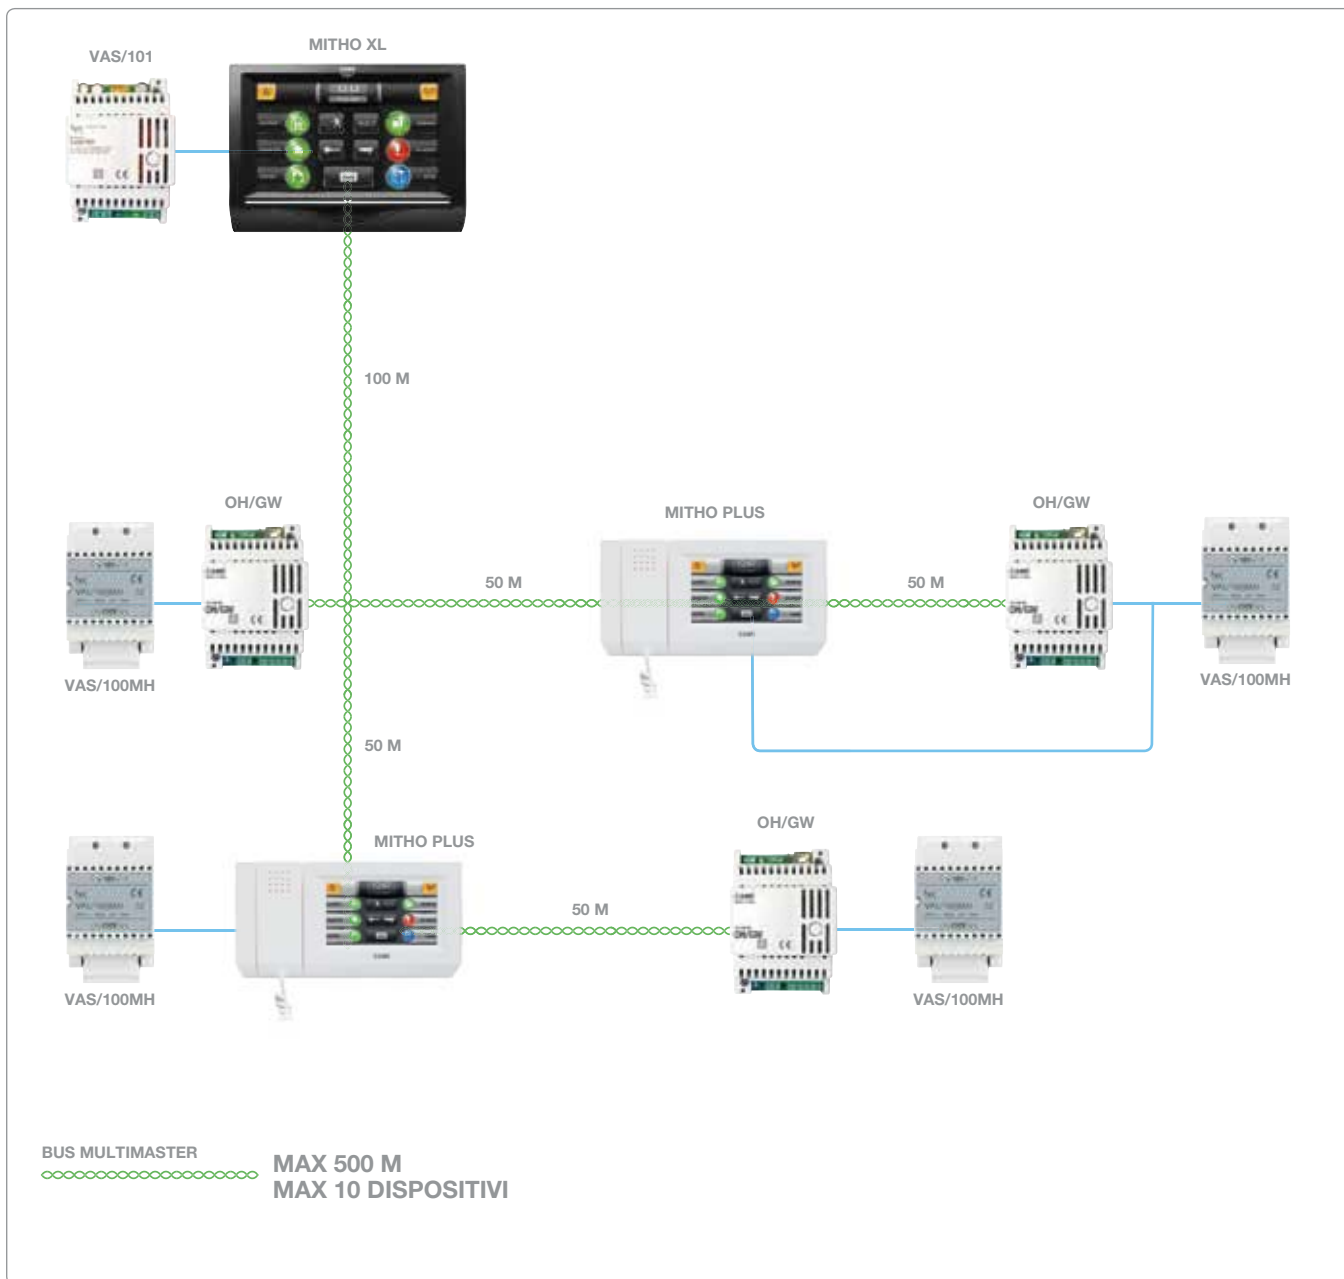 VAS/101
MITHO XL
100 M
OH/GW
MITHO PLUS
OH/GW
50 M
50 M
VAS/100MH
VAS/100MH
50 M
MITHO PLUS
OH/GW
50 M
VAS/100MH
VAS/100MH
BUS MULTIMASTER
MAX 500 M
MAX 10 DISPOSITIVI